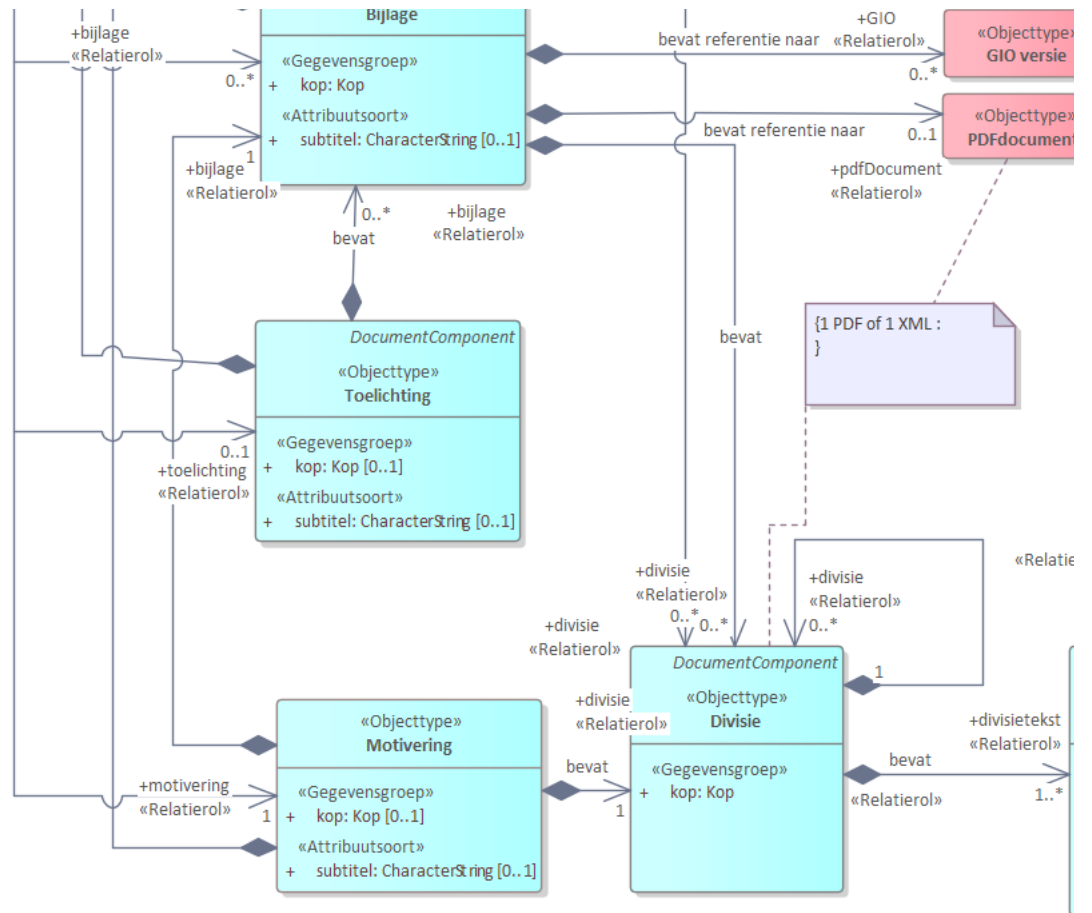 Bijlage
«Gegevensgroep»
+ kop: Kop
«Attribuutsoort»
+ subtitel: CharacterString [0..1]
+bijlage
«Relatierol»
0..*
+bijlage
1
«Relatierol»
bevat referentie naar
+GIO
«Relatierol»
0..*
«Objecttype»
GIO versie
bevat referentie naar
0..1
+pdfDocument
«Relatierol»
«Objecttype»
PDFdocument
0..*
bevat
+bijlage
«Relatierol»
bevat
{1 PDF of 1 XML :
}
DocumentComponent
«Objecttype»
Toelichting
«Gegevensgroep»
+ kop: Kop [0..1]
«Attribuutsoort»
+ subtitel: CharacterString [0..1]
0..1
+toelichting
«Relatierol»
+divisie
«Relatierol»
0..*
0..*
+divisie
«Relatierol»
0..*
+divisie
«Relatierol»
+divisie
«Relatierol»
DocumentComponent
«Objecttype»
Divisie
«Gegevensgroep»
+ kop: Kop
1
+divisietekst
«Relatierol»
bevat
1..*
«Relatierol»
«Objecttype»
Motivering
«Gegevensgroep»
+ kop: Kop [0..1]
«Attribuutsoort»
+ subtitel: CharacterString [0..1]
+motivering
«Relatierol»
1
bevat
1